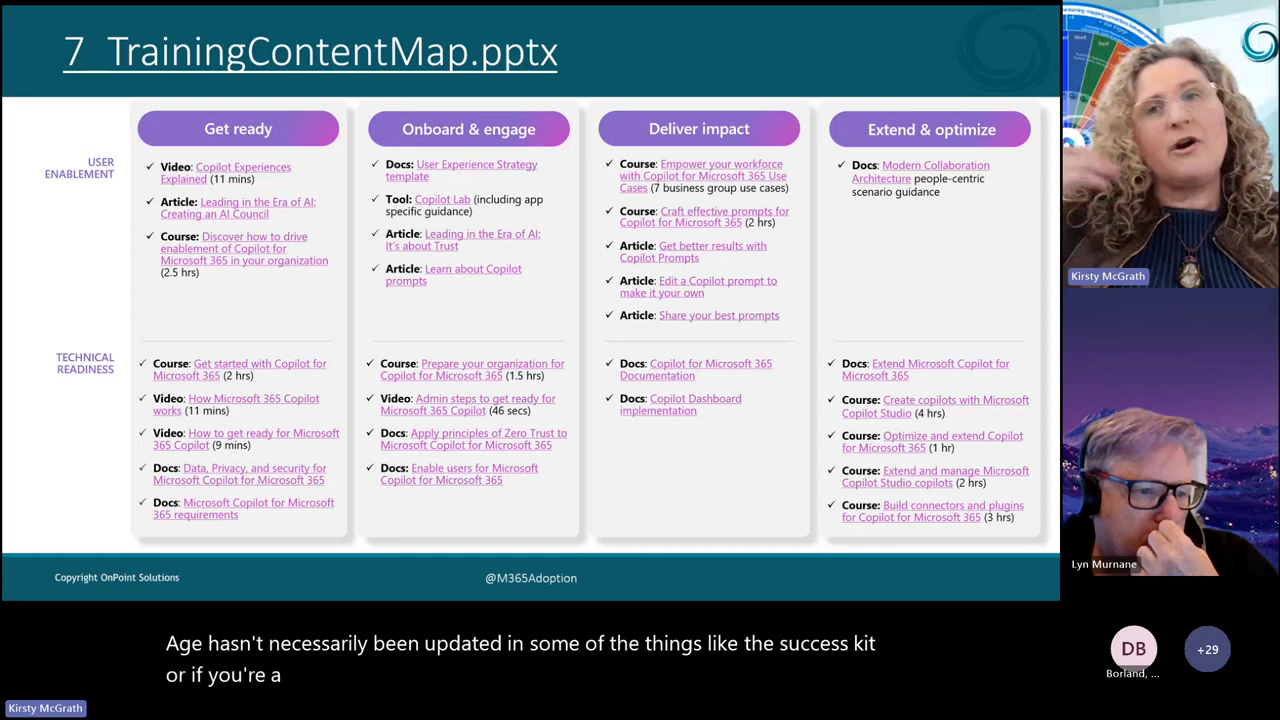 7_TrainingContentMap.pptx
Get ready
Onboard & engage
Deliver impact
Extend & optimize
USER
ENABLEMENT
✓ Video: Copilot Experiences
Explained (11 mins)
✓ Article: Leading in the Era of AI:
Creating an AI Council
✓ Course: Discover how to drive
enablement of Copilot for
Microsoft 365 in your organization
(2.5 hrs)
✓ Docs: User Experience Strategy
template
✓ Tool: Copilot Lab (including app
specific guidance)
✓ Article: Leading in the Era of AI:
It's about Trust
✓ Article: Learn about Copilot
prompts
✓ Course: Empower your workforce
with Copilot for Microsoft 365 Use
Cases (7 business group use cases)
✓ Course: Craft effective prompts for
Copilot for Microsoft 365 (2 hrs)
✓ Article: Get better results with
Copilot Prompts
✓ Article: Edit a Copilot prompt to
make it your own
✓ Article: Share your best prompts
✓ Docs: Modern Collaboration
Architecture people-centric
scenario guidance
TECHNICAL
READINESS
✓ Course: Get started with Copilot for
Microsoft 365 (2 hrs)
✓ Video: How Microsoft 365 Copilot
works (11 mins)
✓ Video: How to get ready for Microsoft
365 Copilot (9 mins)
✓ Docs: Data, Privacy, and security for
Microsoft Copilot for Microsoft 365
✓ Docs: Microsoft Copilot for Microsoft
365 requirements
✓ Course: Prepare your organization for
Copilot for Microsoft 365 (1.5 hrs)
✓ Video: Admin steps to get ready for
Microsoft 365 Copilot (46 secs)
✓ Docs: Apply principles of Zero Trust to
Microsoft Copilot for Microsoft 365
✓ Docs: Enable users for Microsoft
Copilot for Microsoft 365
✓ Docs: Copilot for Microsoft 365
Documentation
✓ Docs: Copilot Dashboard
implementation
✓ Docs: Extend Microsoft Copilot for
Microsoft 365
✓ Course: Create copilots with Microsoft
Copilot Studio (4 hrs)
✓ Course: Optimize and extend Copilot
for Microsoft 365 (1 hr)
✓ Course: Extend and manage Microsoft
Copilot Studio copilots (2 hrs)
✓ Course: Build connectors and plugins
for Copilot for Microsoft 365 (3 hrs)
Copyright OnPoint Solutions
@M365Adoption
Kirsty McGrath
Lyn Murnane
DB
+29
Borland, ...
Age hasn't necessarily been updated in some of the things like the success kit
or if you're a
Kirsty McGrath